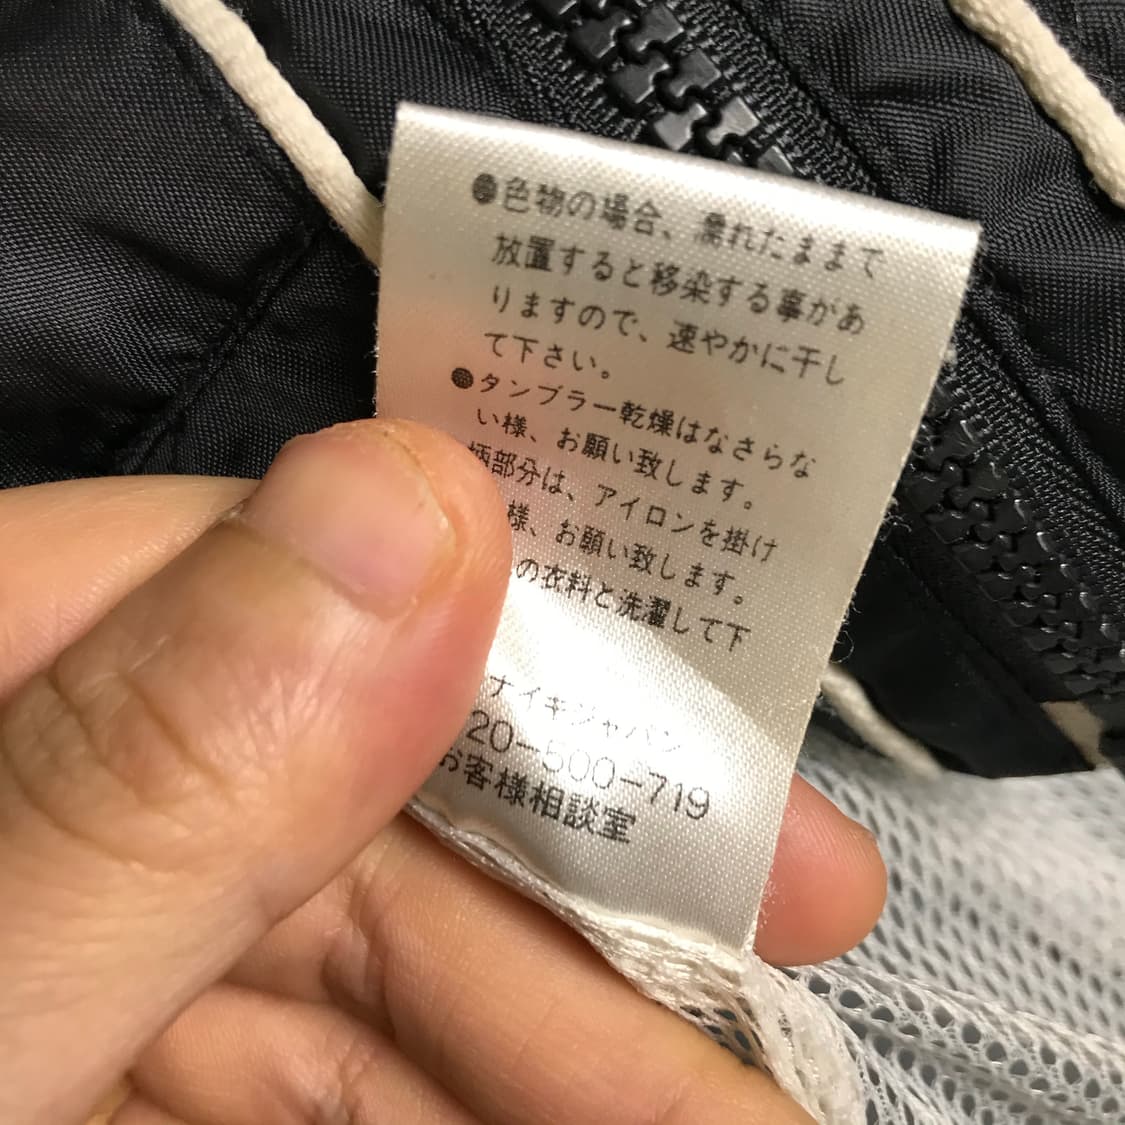 ●色物の場合、濡れたままで
放置すると移染する事があ
りますので、速やかに干し
て下さい。
●タンブラー乾燥はなさらな
い様、お願い致します。
柄部分は、アイロンを掛け
様、お願い致します。
の衣料と洗濯して下
ナイキジャパン
20-500-719
お客様相談室